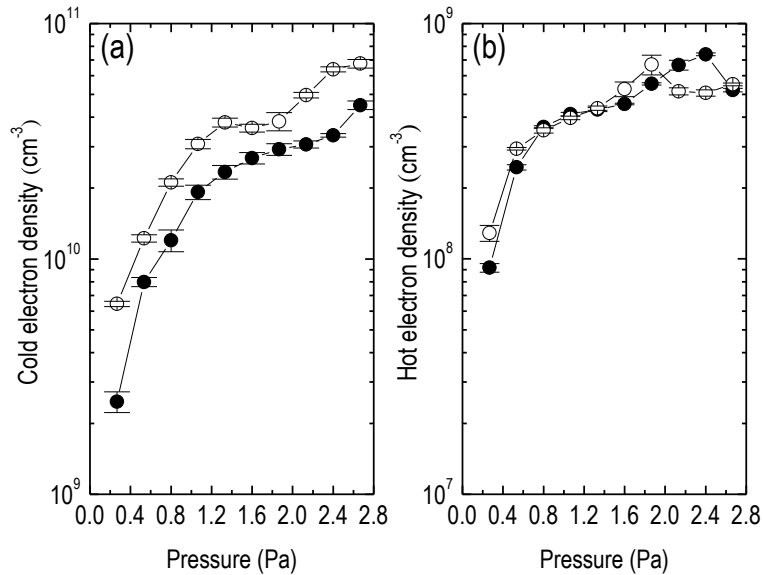 (a)
10^11
10^10
10^9
Cold electron density (cm^-3)
0.0 0.4 0.8 1.2 1.6 2.0 2.4 2.8
Pressure (Pa)
(b)
10^9
10^8
10^7
Hot electron density (cm^-3)
0.0 0.4 0.8 1.2 1.6 2.0 2.4 2.8
Pressure (Pa)